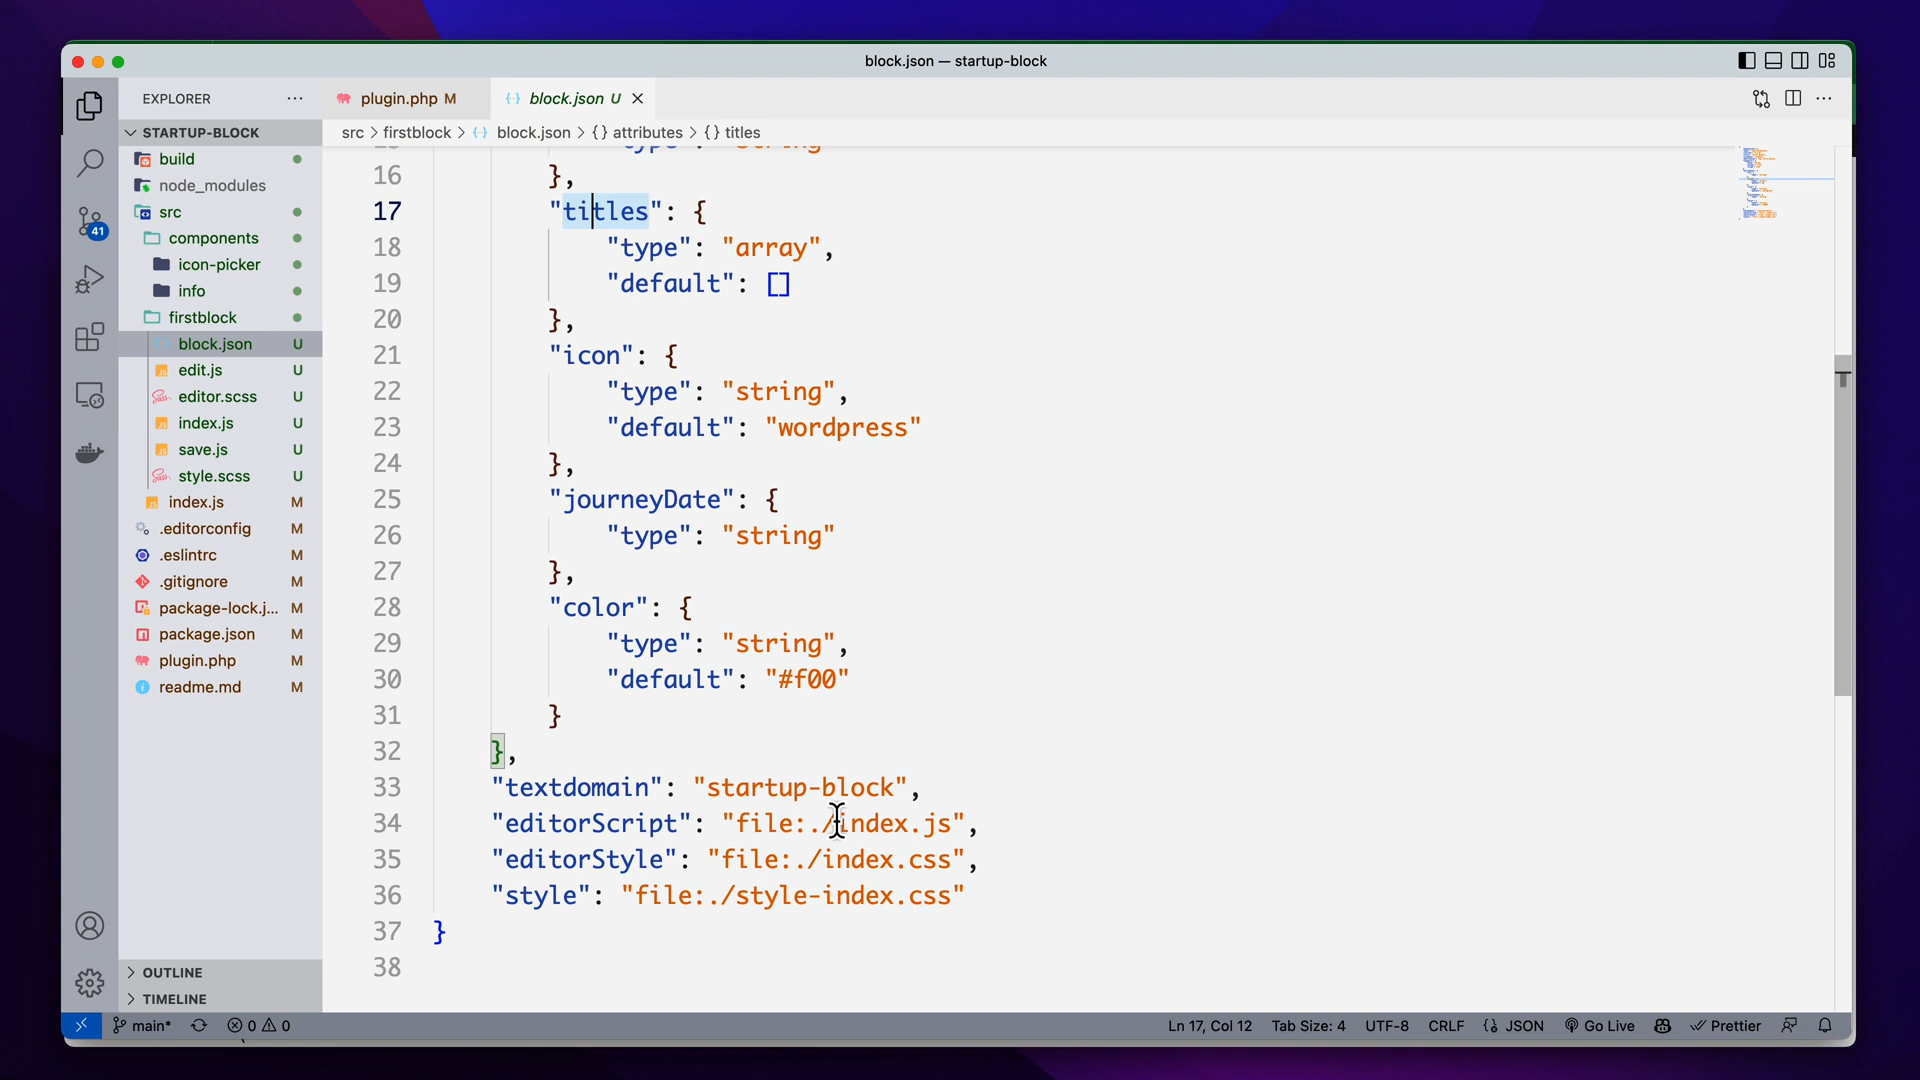 block.json — startup-block
EXPLORER
plugin.php M
block.json U
STARTUP-BLOCK
src > firstblock > block.json > {} attributes > {} titles
build
node_modules
src
components
icon-picker
info
firstblock
block.json U
edit.js U
editor.scss U
index.js U
save.js U
style.scss U
index.js M
.editorconfig M
.eslintrc M
.gitignore M
package-lock.j... M
package.json M
plugin.php M
readme.md M
OUTLINE
TIMELINE
41
16 },
17 "titles": {
18 "type": "array",
19 "default": []
20 },
21 "icon": {
22 "type": "string",
23 "default": "wordpress"
24 },
25 "journeyDate": {
26 "type": "string"
27 },
28 "color": {
29 "type": "string",
30 "default": "#f00"
31 }
32 },
33 "textdomain": "startup-block",
34 "editorScript": "file:./index.js",
35 "editorStyle": "file:./index.css",
36 "style": "file:./style-index.css"
37 }
38
main* 0 0 Ln 17, Col 12 Tab Size: 4 UTF-8 CRLF JSON Go Live Prettier